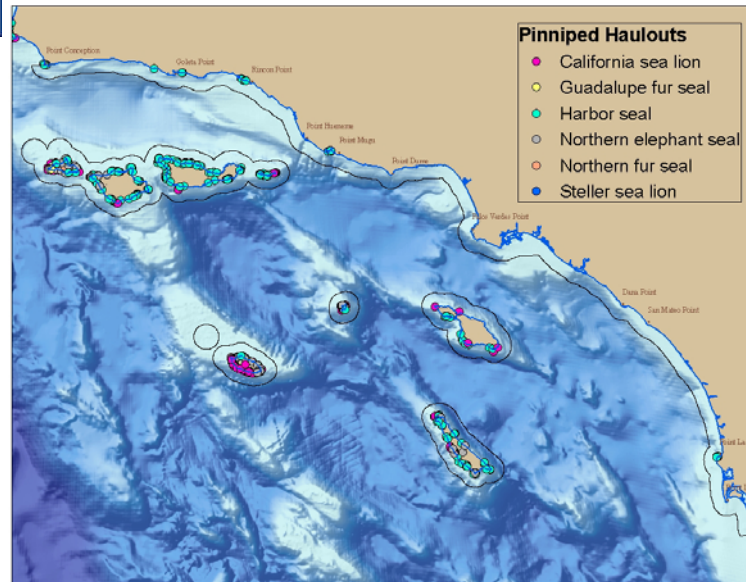 Pinniped Haulouts
California sea lion
Guadalupe fur seal
Harbor seal
Northern elephant seal
Northern fur seal
Steller sea lion
Point Conception
Goleta Point
Rincon Point
Point Hueneme
Point Mugu
Point Dume
Palos Verdes Point
Dana Point
San Mateo Point
Point La